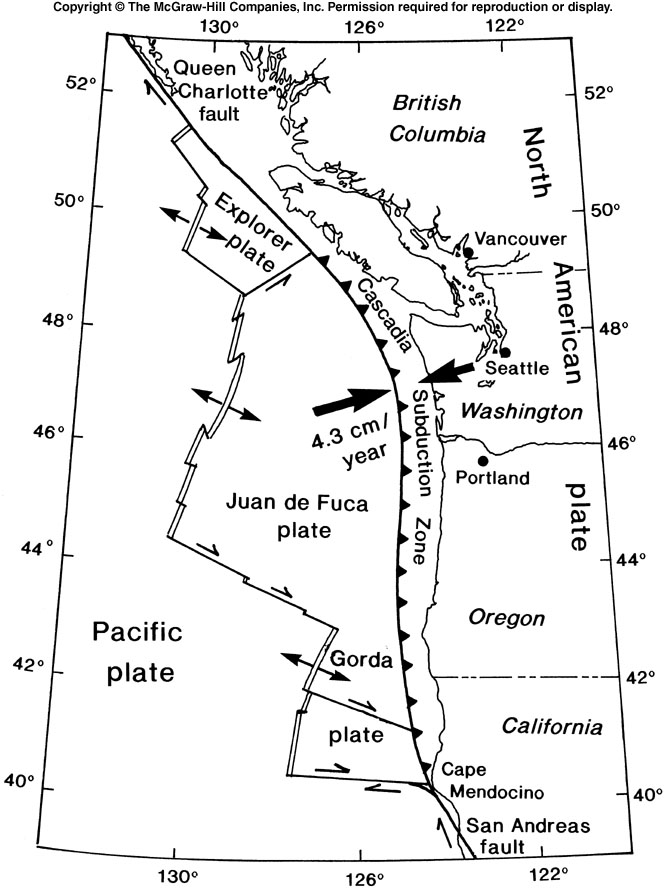 Copyright © The McGraw-Hill Companies, Inc. Permission required for reproduction or display.
130° 126° 122°
52°
52°
Queen
Charlotte
fault
British
Columbia
North
American
plate
50°
50°
Explorer
plate
Vancouver
Cascadia
Subduction
Zone
48°
48°
Seattle
4.3 cm/
year
Washington
46°
46°
Portland
Juan de Fuca
plate
44°
44°
Oregon
Pacific
plate
Gorda
plate
42°
42°
California
Cape
Mendocino
40°
40°
San Andreas
fault
130° 126° 122°